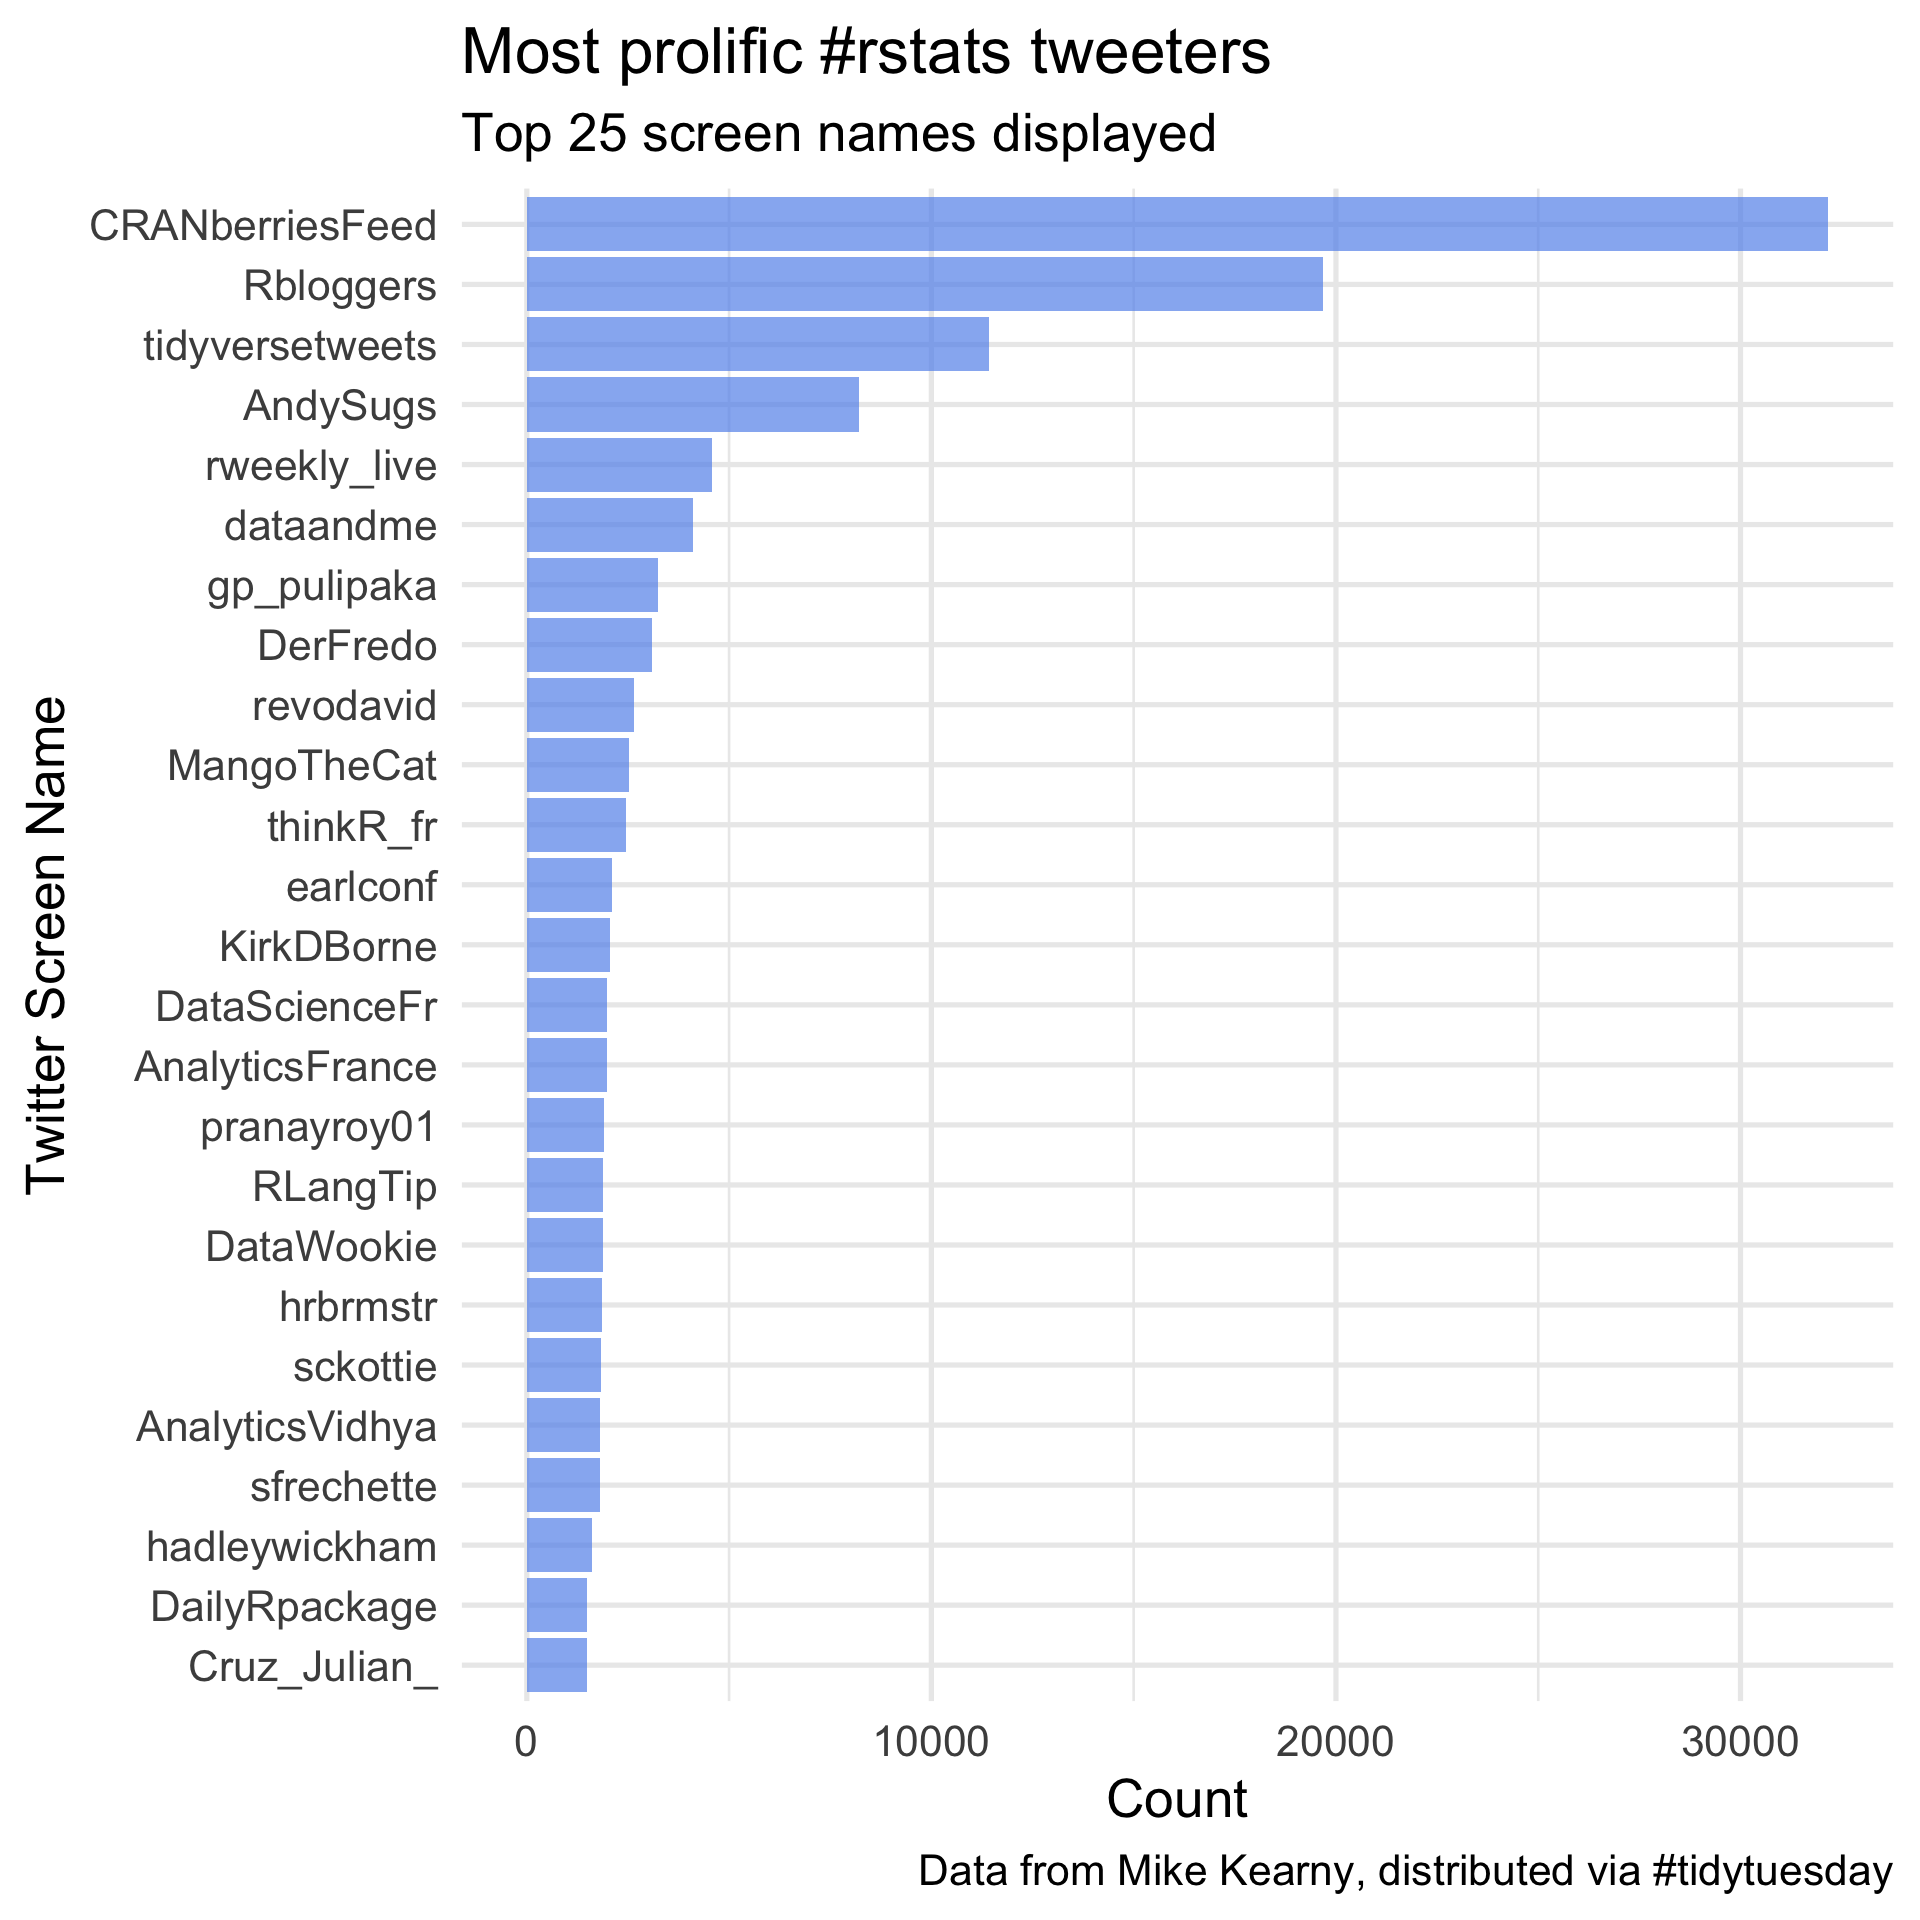 Most prolific #rstats tweeters
Top 25 screen names displayed
Twitter Screen Name
CRANberriesFeed
Rbloggers
tidyversetweets
AndySugs
rweekly_live
dataandme
gp_pulipaka
DerFredo
revodavid
MangoTheCat
thinkR_fr
earlconf
KirkDBorne
DataScienceFr
AnalyticsFrance
pranayroy01
RLangTip
DataWookie
hrbrmstr
sckottie
AnalyticsVidhya
sfrechette
hadleywickham
DailyRpackage
Cruz_Julian_
0 10000 20000 30000
Count
Data from Mike Kearny, distributed via #tidytuesday